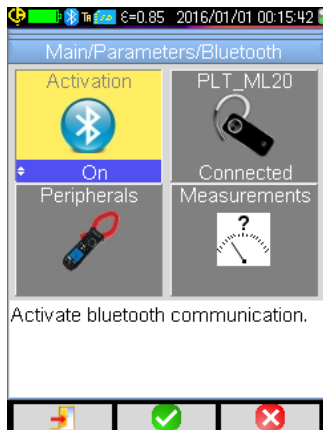 ε=0.85 2016/01/01 00:15:42
Main/Parameters/Bluetooth
Activation PLT_ML20
On Connected
Peripherals Measurements
?
Activate bluetooth communication.